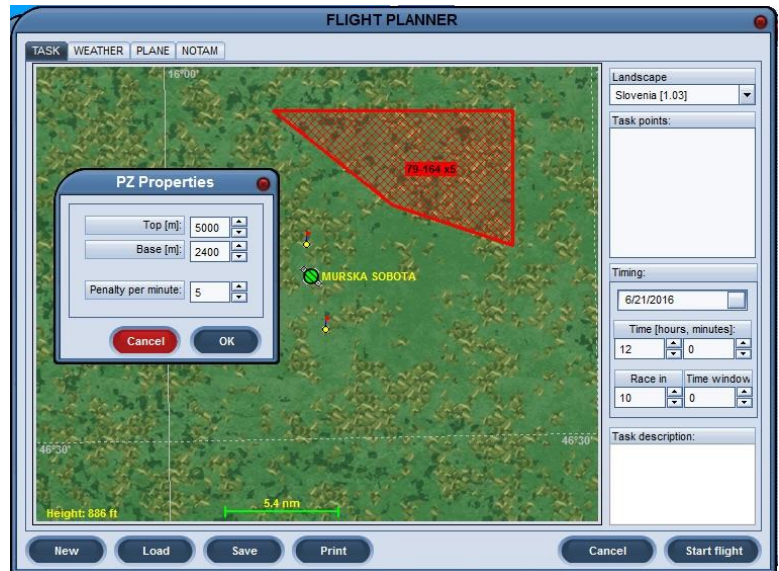 FLIGHT PLANNER
TASK WEATHER PLANE NOTAM
16°00'
79-164 x5
PZ Properties
Top [m]: 5000
Base [m]: 2400
Penalty per minute: 5
Cancel OK
MURSKA SOBOTA
46°30' 46°30'
5.4 nm
Height: 886 ft
Landscape
Slovenia [1.03]
Task points:
Timing:
6/21/2016
Time [hours, minutes]:
12 0
Race in Time window
10 0
Task description:
New Load Save Print Cancel Start flight